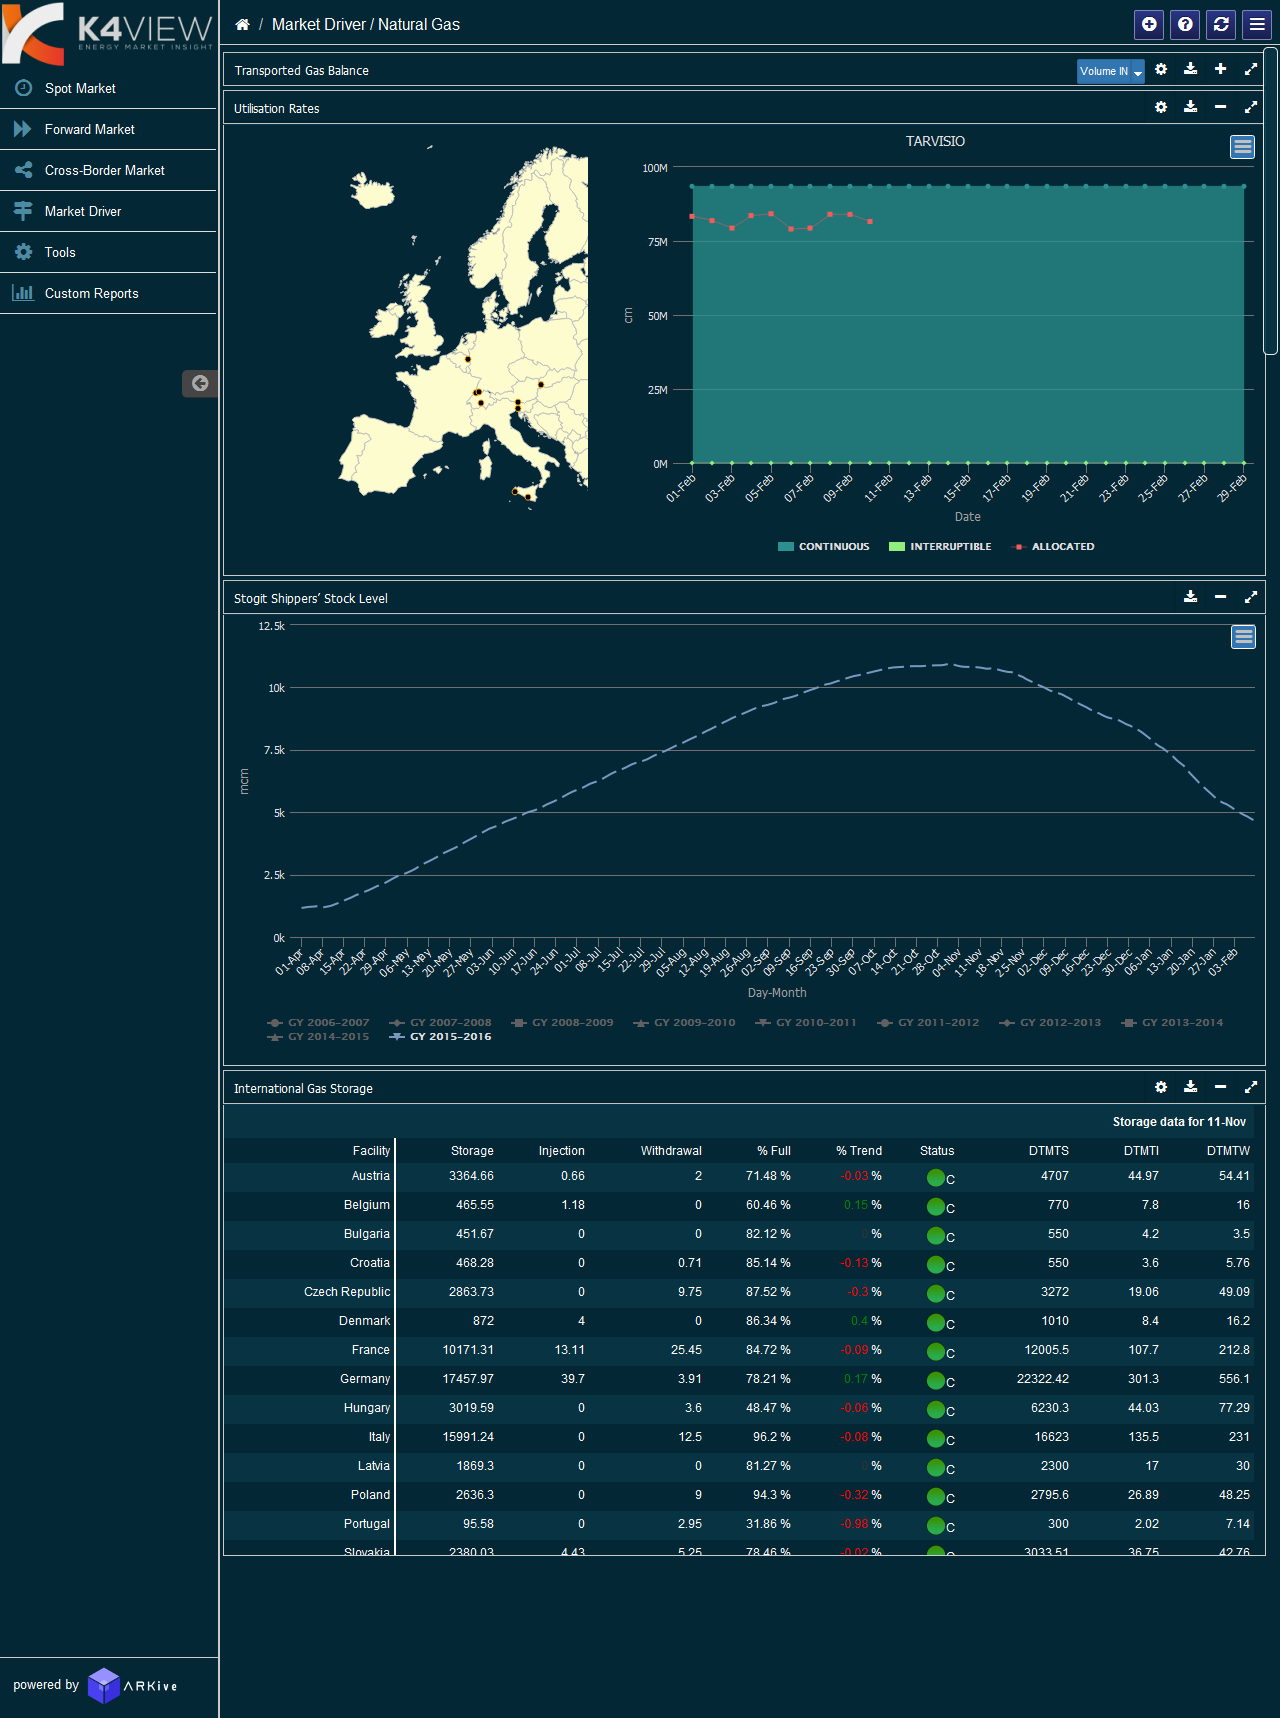 K4VIEW
ENERGY MARKET INSIGHT
/ Market Driver / Natural Gas
Spot Market
Forward Market
Cross-Border Market
Market Driver
Tools
Custom Reports
Transported Gas Balance
Volume IN
Utilisation Rates
TARVISIO
100M
75M
50M
25M
0M
cm
01-Feb 03-Feb 05-Feb 07-Feb 09-Feb 11-Feb 13-Feb 15-Feb 17-Feb 19-Feb 21-Feb 23-Feb 25-Feb 27-Feb 29-Feb
Date
CONTINUOUS INTERRUPTIBLE ALLOCATED
Stogit Shippers’ Stock Level
12.5k
10k
7.5k
5k
2.5k
0k
mcm
01-Apr 08-Apr 15-Apr 22-Apr 29-Apr 06-May 13-May 20-May 27-May 03-Jun 10-Jun 17-Jun 24-Jun 01-Jul 08-Jul 15-Jul 22-Jul 29-Jul 05-Aug 12-Aug 19-Aug 26-Aug 02-Sep 09-Sep 16-Sep 23-Sep 30-Sep 07-Oct 14-Oct 21-Oct 28-Oct 04-Nov 11-Nov 18-Nov 25-Nov 02-Dec 09-Dec 16-Dec 23-Dec 30-Dec 06-Jan 13-Jan 20-Jan 27-Jan 03-Feb
Day-Month
GY 2006-2007 GY 2007-2008 GY 2008-2009 GY 2009-2010 GY 2010-2011 GY 2011-2012 GY 2012-2013 GY 2013-2014
GY 2014-2015 GY 2015-2016
International Gas Storage
Storage data for 11-Nov
Facility Storage Injection Withdrawal % Full % Trend Status DTMTS DTMTI DTMTW
Austria 3364.66 0.66 2 71.48 % -0.03 % C 4707 44.97 54.41
Belgium 465.55 1.18 0 60.46 % 0.15 % C 770 7.8 16
Bulgaria 451.67 0 0 82.12 % 0 % C 550 4.2 3.5
Croatia 468.28 0 0.71 85.14 % -0.13 % C 550 3.6 5.76
Czech Republic 2863.73 0 9.75 87.52 % -0.3 % C 3272 19.06 49.09
Denmark 872 4 0 86.34 % 0.4 % C 1010 8.4 16.2
France 10171.31 13.11 25.45 84.72 % -0.09 % C 12005.5 107.7 212.8
Germany 17457.97 39.7 3.91 78.21 % 0.17 % C 22322.42 301.3 556.1
Hungary 3019.59 0 3.6 48.47 % -0.06 % C 6230.3 44.03 77.29
Italy 15991.24 0 12.5 96.2 % -0.08 % C 16623 135.5 231
Latvia 1869.3 0 0 81.27 % 0 % C 2300 17 30
Poland 2636.3 0 9 94.3 % -0.32 % C 2795.6 26.89 48.25
Portugal 95.58 0 2.95 31.86 % -0.98 % C 300 2.02 7.14
Slovakia 2380.03 4.43 5.25 78.46 % -0.02 % C 3033.51 36.75 42.76
powered by ARKive